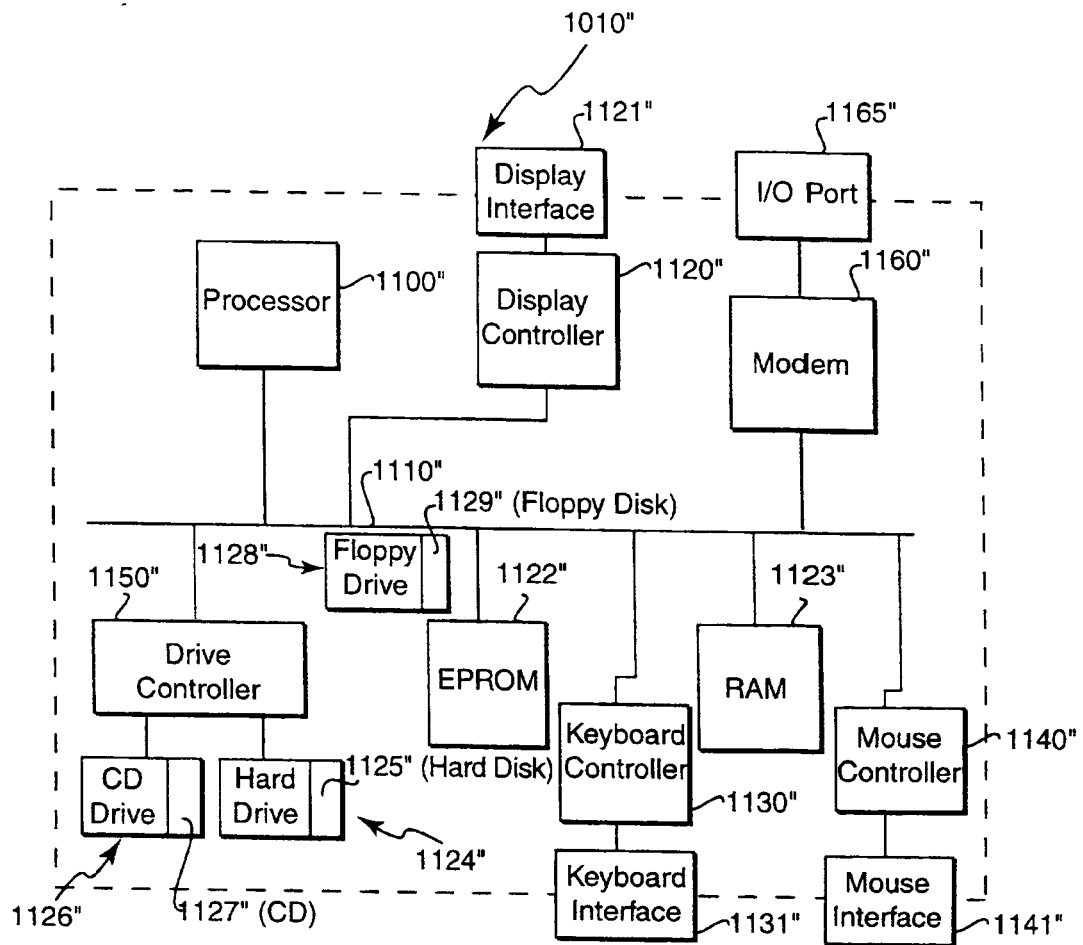 1010"
1121"
1165"
Display
Interface
I/O Port
1100"
1120"
1160"
Processor
Display
Controller
Modem
1110"
1129" (Floppy Disk)
1128"
Floppy
Drive
1150"
1122"
1123"
Drive
Controller
EPROM
RAM
Keyboard
Controller
Mouse
Controller
1140"
CD
Drive
Hard
Drive
1125" (Hard Disk)
1130"
1124"
1126"
1127" (CD)
Keyboard
Interface
1131"
Mouse
Interface
1141"